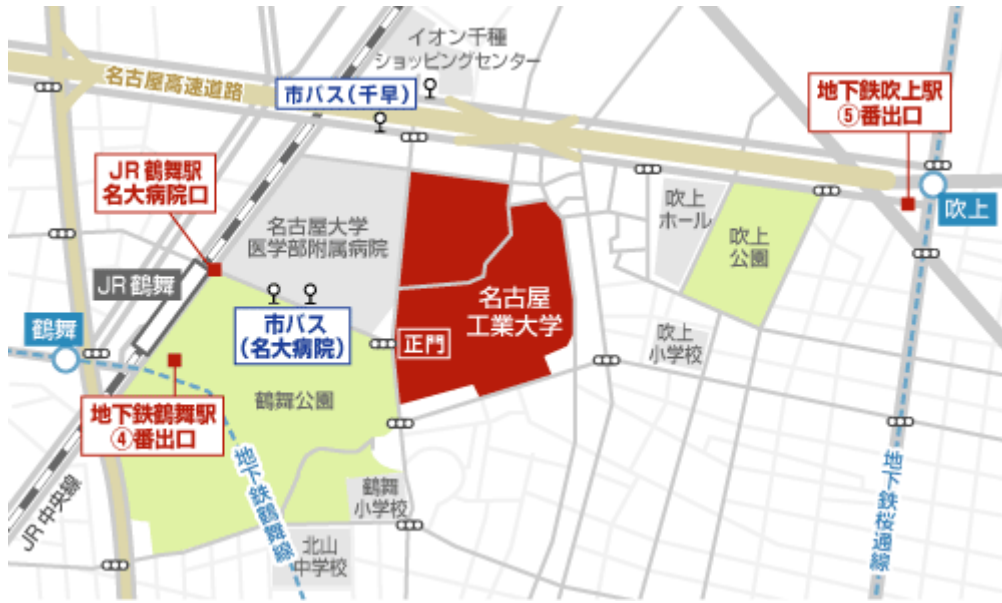 イオン千種
ショッピングセンター
名古屋高速道路
市バス(千早)
地下鉄吹上駅
⑤番出口
JR鶴舞駅
名大病院口
吹上
ホール
吹上
名古屋大学
医学部附属病院
吹上
公園
JR鶴舞
名古屋
工業大学
市バス
(名大病院)
鶴舞
正門
吹上
小学校
鶴舞公園
地下鉄鶴舞駅
④番出口
地下鉄鶴舞線
地下鉄桜通線
鶴舞
小学校
JR中央線
北山
中学校